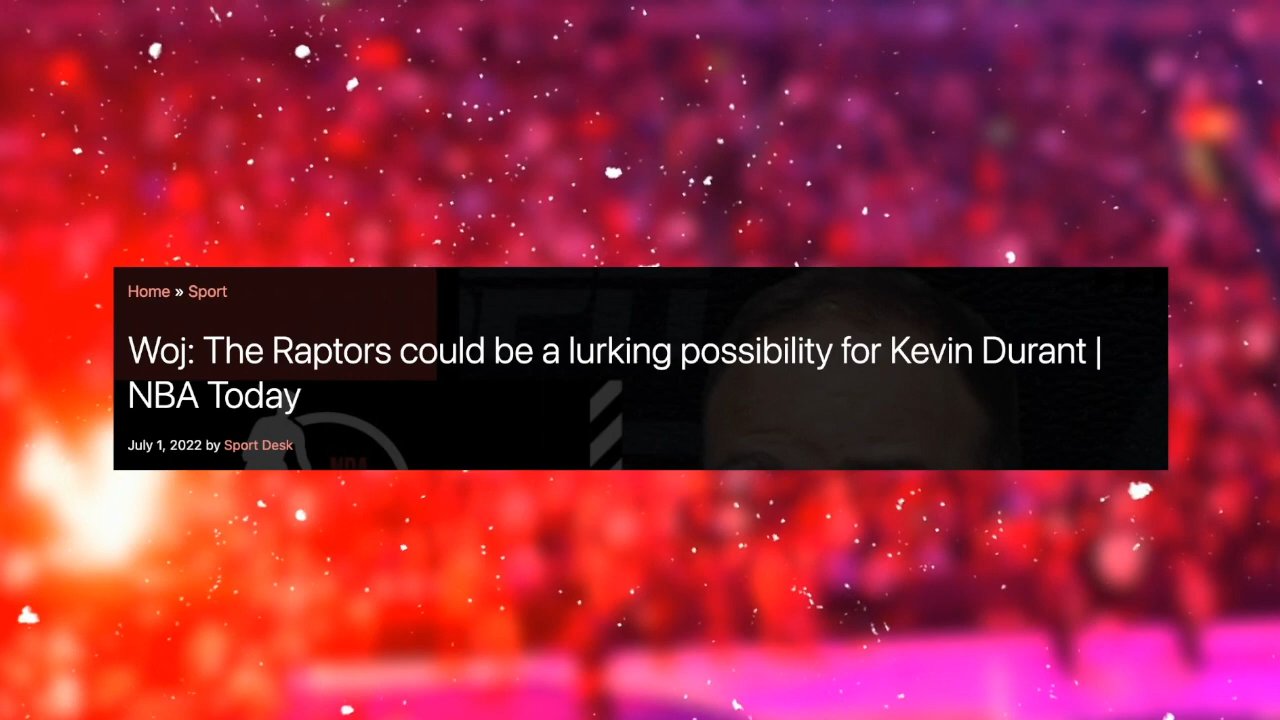 Home » Sport
Woj: The Raptors could be a lurking possibility for Kevin Durant |
NBA Today
July 1, 2022 by Sport Desk
NBA